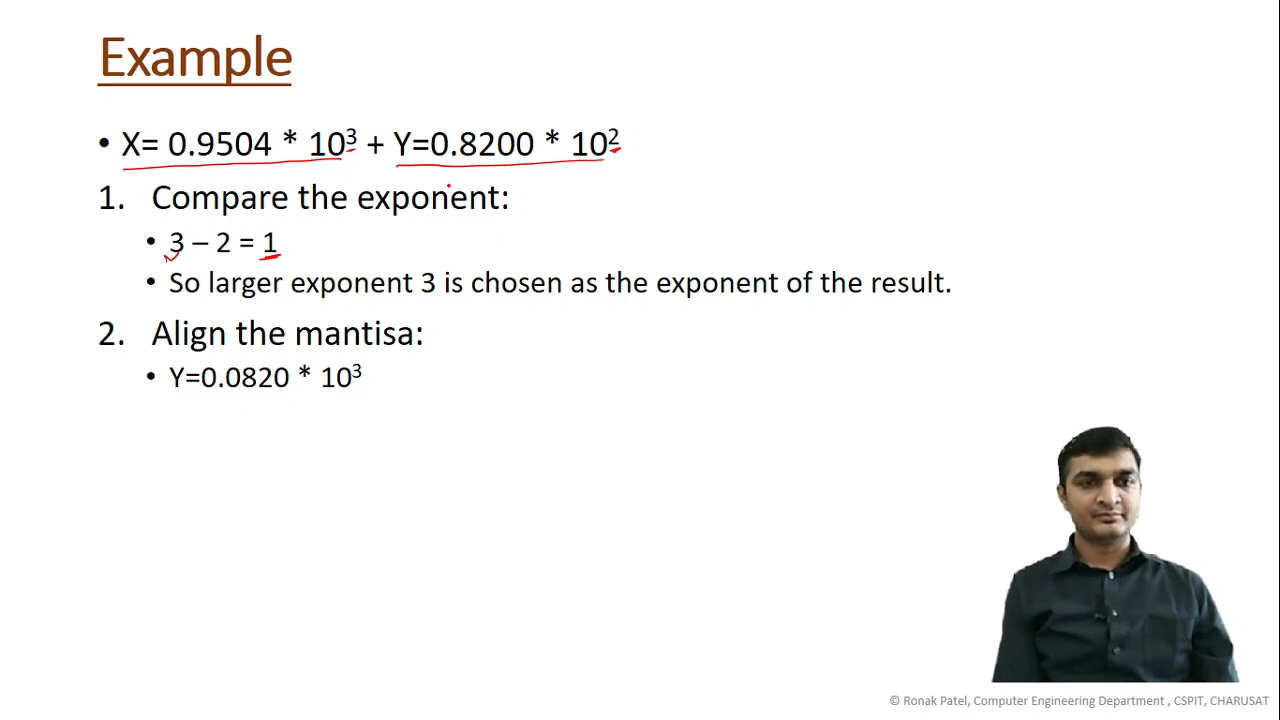 Example
• X= 0.9504 * 10³ + Y=0.8200 * 10²
1. Compare the exponent:
• 3 – 2 = 1
• So larger exponent 3 is chosen as the exponent of the result.
2. Align the mantisa:
• Y=0.0820 * 10³
© Ronak Patel, Computer Engineering Department , CSPIT, CHARUSAT